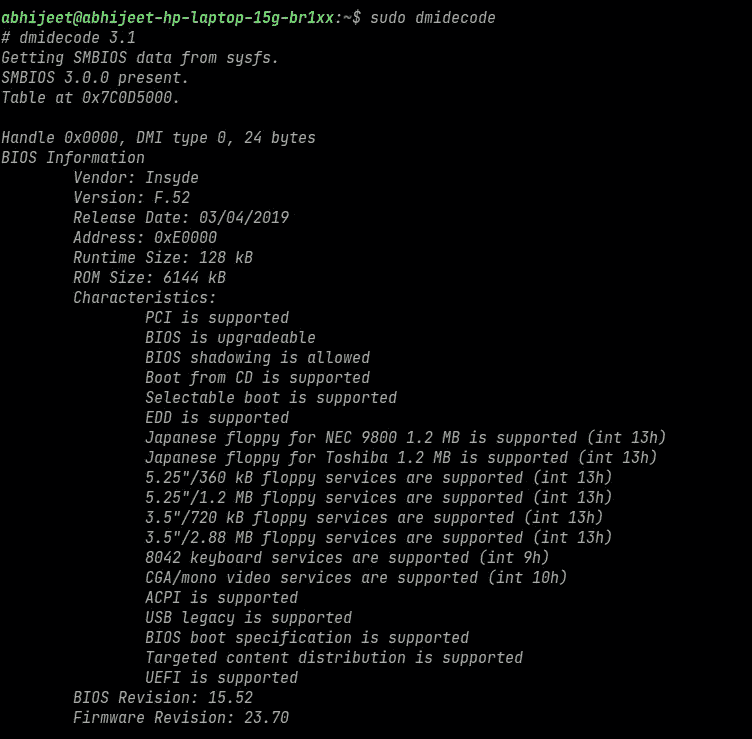 abhijeet@abhijeet-hp-laptop-15g-br1xx:~$ sudo dmidecode
# dmidecode 3.1
Getting SMBIOS data from sysfs.
SMBIOS 3.0.0 present.
Table at 0x7C0D5000.

Handle 0x0000, DMI type 0, 24 bytes
BIOS Information
        Vendor: Insyde
        Version: F.52
        Release Date: 03/04/2019
        Address: 0xE0000
        Runtime Size: 128 kB
        ROM Size: 6144 kB
        Characteristics:
                PCI is supported
                BIOS is upgradeable
                BIOS shadowing is allowed
                Boot from CD is supported
                Selectable boot is supported
                EDD is supported
                Japanese floppy for NEC 9800 1.2 MB is supported (int 13h)
                Japanese floppy for Toshiba 1.2 MB is supported (int 13h)
                5.25"/360 kB floppy services are supported (int 13h)
                5.25"/1.2 MB floppy services are supported (int 13h)
                3.5"/720 kB floppy services are supported (int 13h)
                3.5"/2.88 MB floppy services are supported (int 13h)
                8042 keyboard services are supported (int 9h)
                CGA/mono video services are supported (int 10h)
                ACPI is supported
                USB legacy is supported
                BIOS boot specification is supported
                Targeted content distribution is supported
                UEFI is supported
        BIOS Revision: 15.52
        Firmware Revision: 23.70